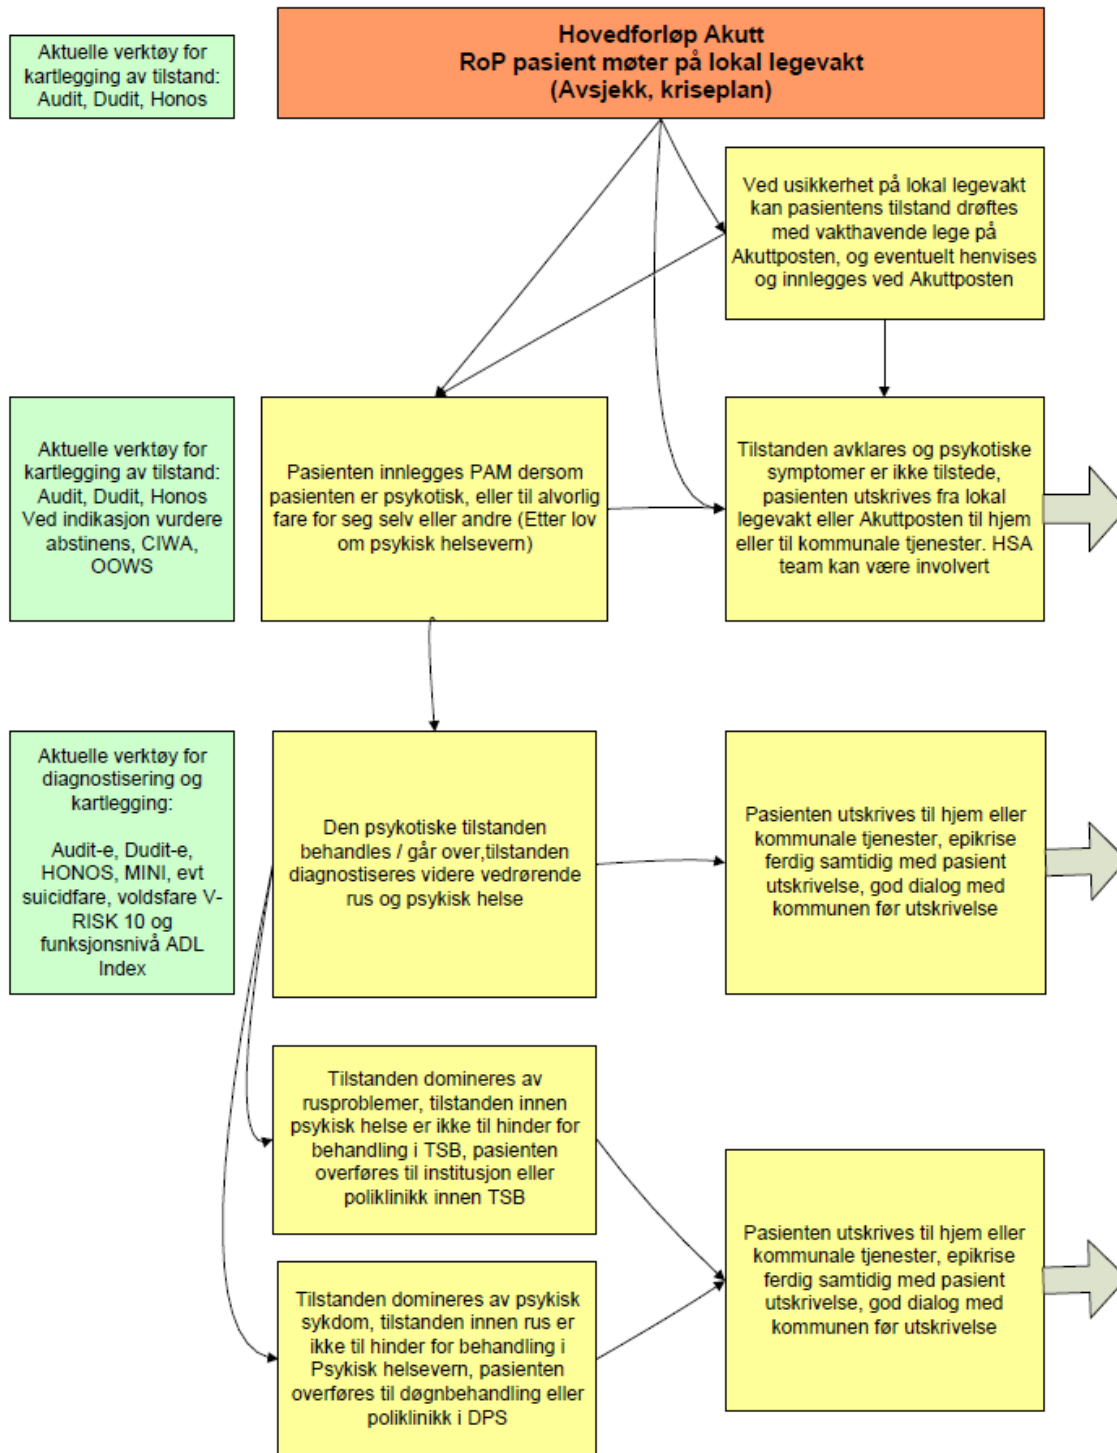 Aktuelle verktøy for
kartlegging av tilstand:
Audit, Dudit, Honos
Hovedforløp Akutt
RoP pasient møter på lokal legevakt
(Avsjekk, kriseplan)
Ved usikkerhet på lokal legevakt
kan pasientens tilstand drøftes
med vakthavende lege på
Akuttposten, og eventuelt henvises
og innlegges ved Akuttposten
Aktuelle verktøy for
kartlegging av tilstand:
Audit, Dudit, Honos
Ved indikasjon vurdere
abstinens, CIWA,
OOWS
Pasienten innlegges PAM dersom
pasienten er psykotisk, eller til alvorlig
fare for seg selv eller andre (Etter lov
om psykisk helsevern)
Tilstanden avklares og psykotiske
symptomer er ikke tilstede,
pasienten utskrives fra lokal
legevakt eller Akuttposten til hjem
eller til kommunale tjenester. HSA
team kan være involvert
Aktuelle verktøy for
diagnostisering og
kartlegging:
Audit-e, Dudit-e,
HONOS, MINI, evt
suicidfare, voldsfare V-
RISK 10 og
funksjonsnivå ADL
Index
Den psykotiske tilstanden
behandles / går over,tilstanden
diagnostiseres videre vedrørende
rus og psykisk helse
Pasienten utskrives til hjem eller
kommunale tjenester, epikrise
ferdig samtidig med pasient
utskrivelse, god dialog med
kommunen før utskrivelse
Tilstanden domineres av
rusproblemer, tilstanden innen
psykisk helse er ikke til hinder for
behandling i TSB, pasienten
overføres til institusjon eller
poliklinikk innen TSB
Tilstanden domineres av psykisk
sykdom, tilstanden innen rus er
ikke til hinder for behandling i
Psykisk helsevern, pasienten
overføres til døgnbehandling eller
poliklinikk i DPS
Pasienten utskrives til hjem eller
kommunale tjenester, epikrise
ferdig samtidig med pasient
utskrivelse, god dialog med
kommunen før utskrivelse